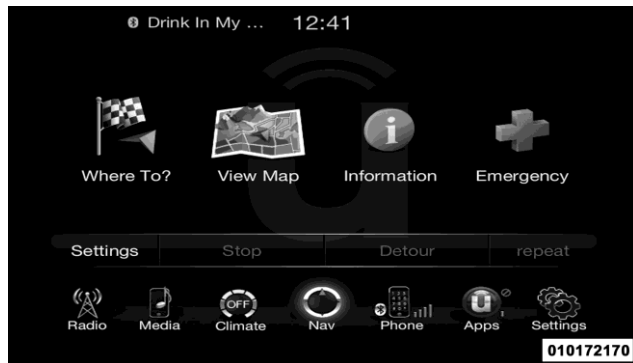 Drink In My ... 12:41
Where To? View Map Information Emergency
Settings Stop Detour repeat
OFF
Radio Media Climate Nav Phone Apps Settings
010172170